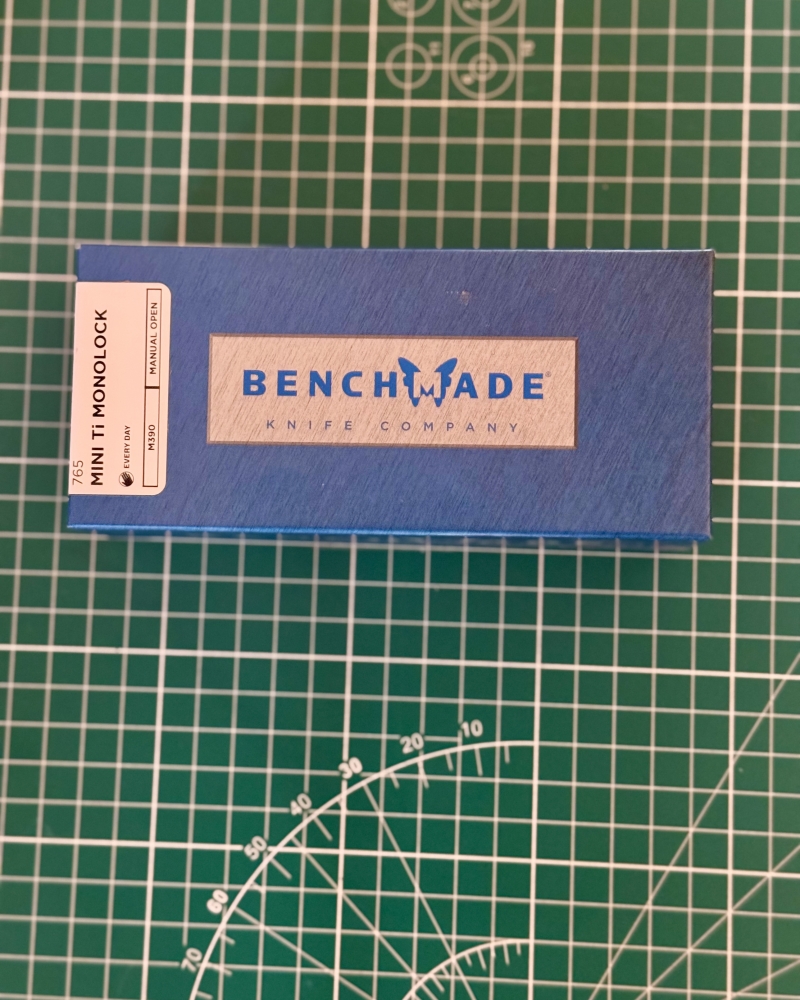 765
MINI Ti MONOLOCK
EVERY DAY
M390
MANUAL OPEN
BENCHMADE®
KNIFE COMPANY
10
20
30
40
50
60
70